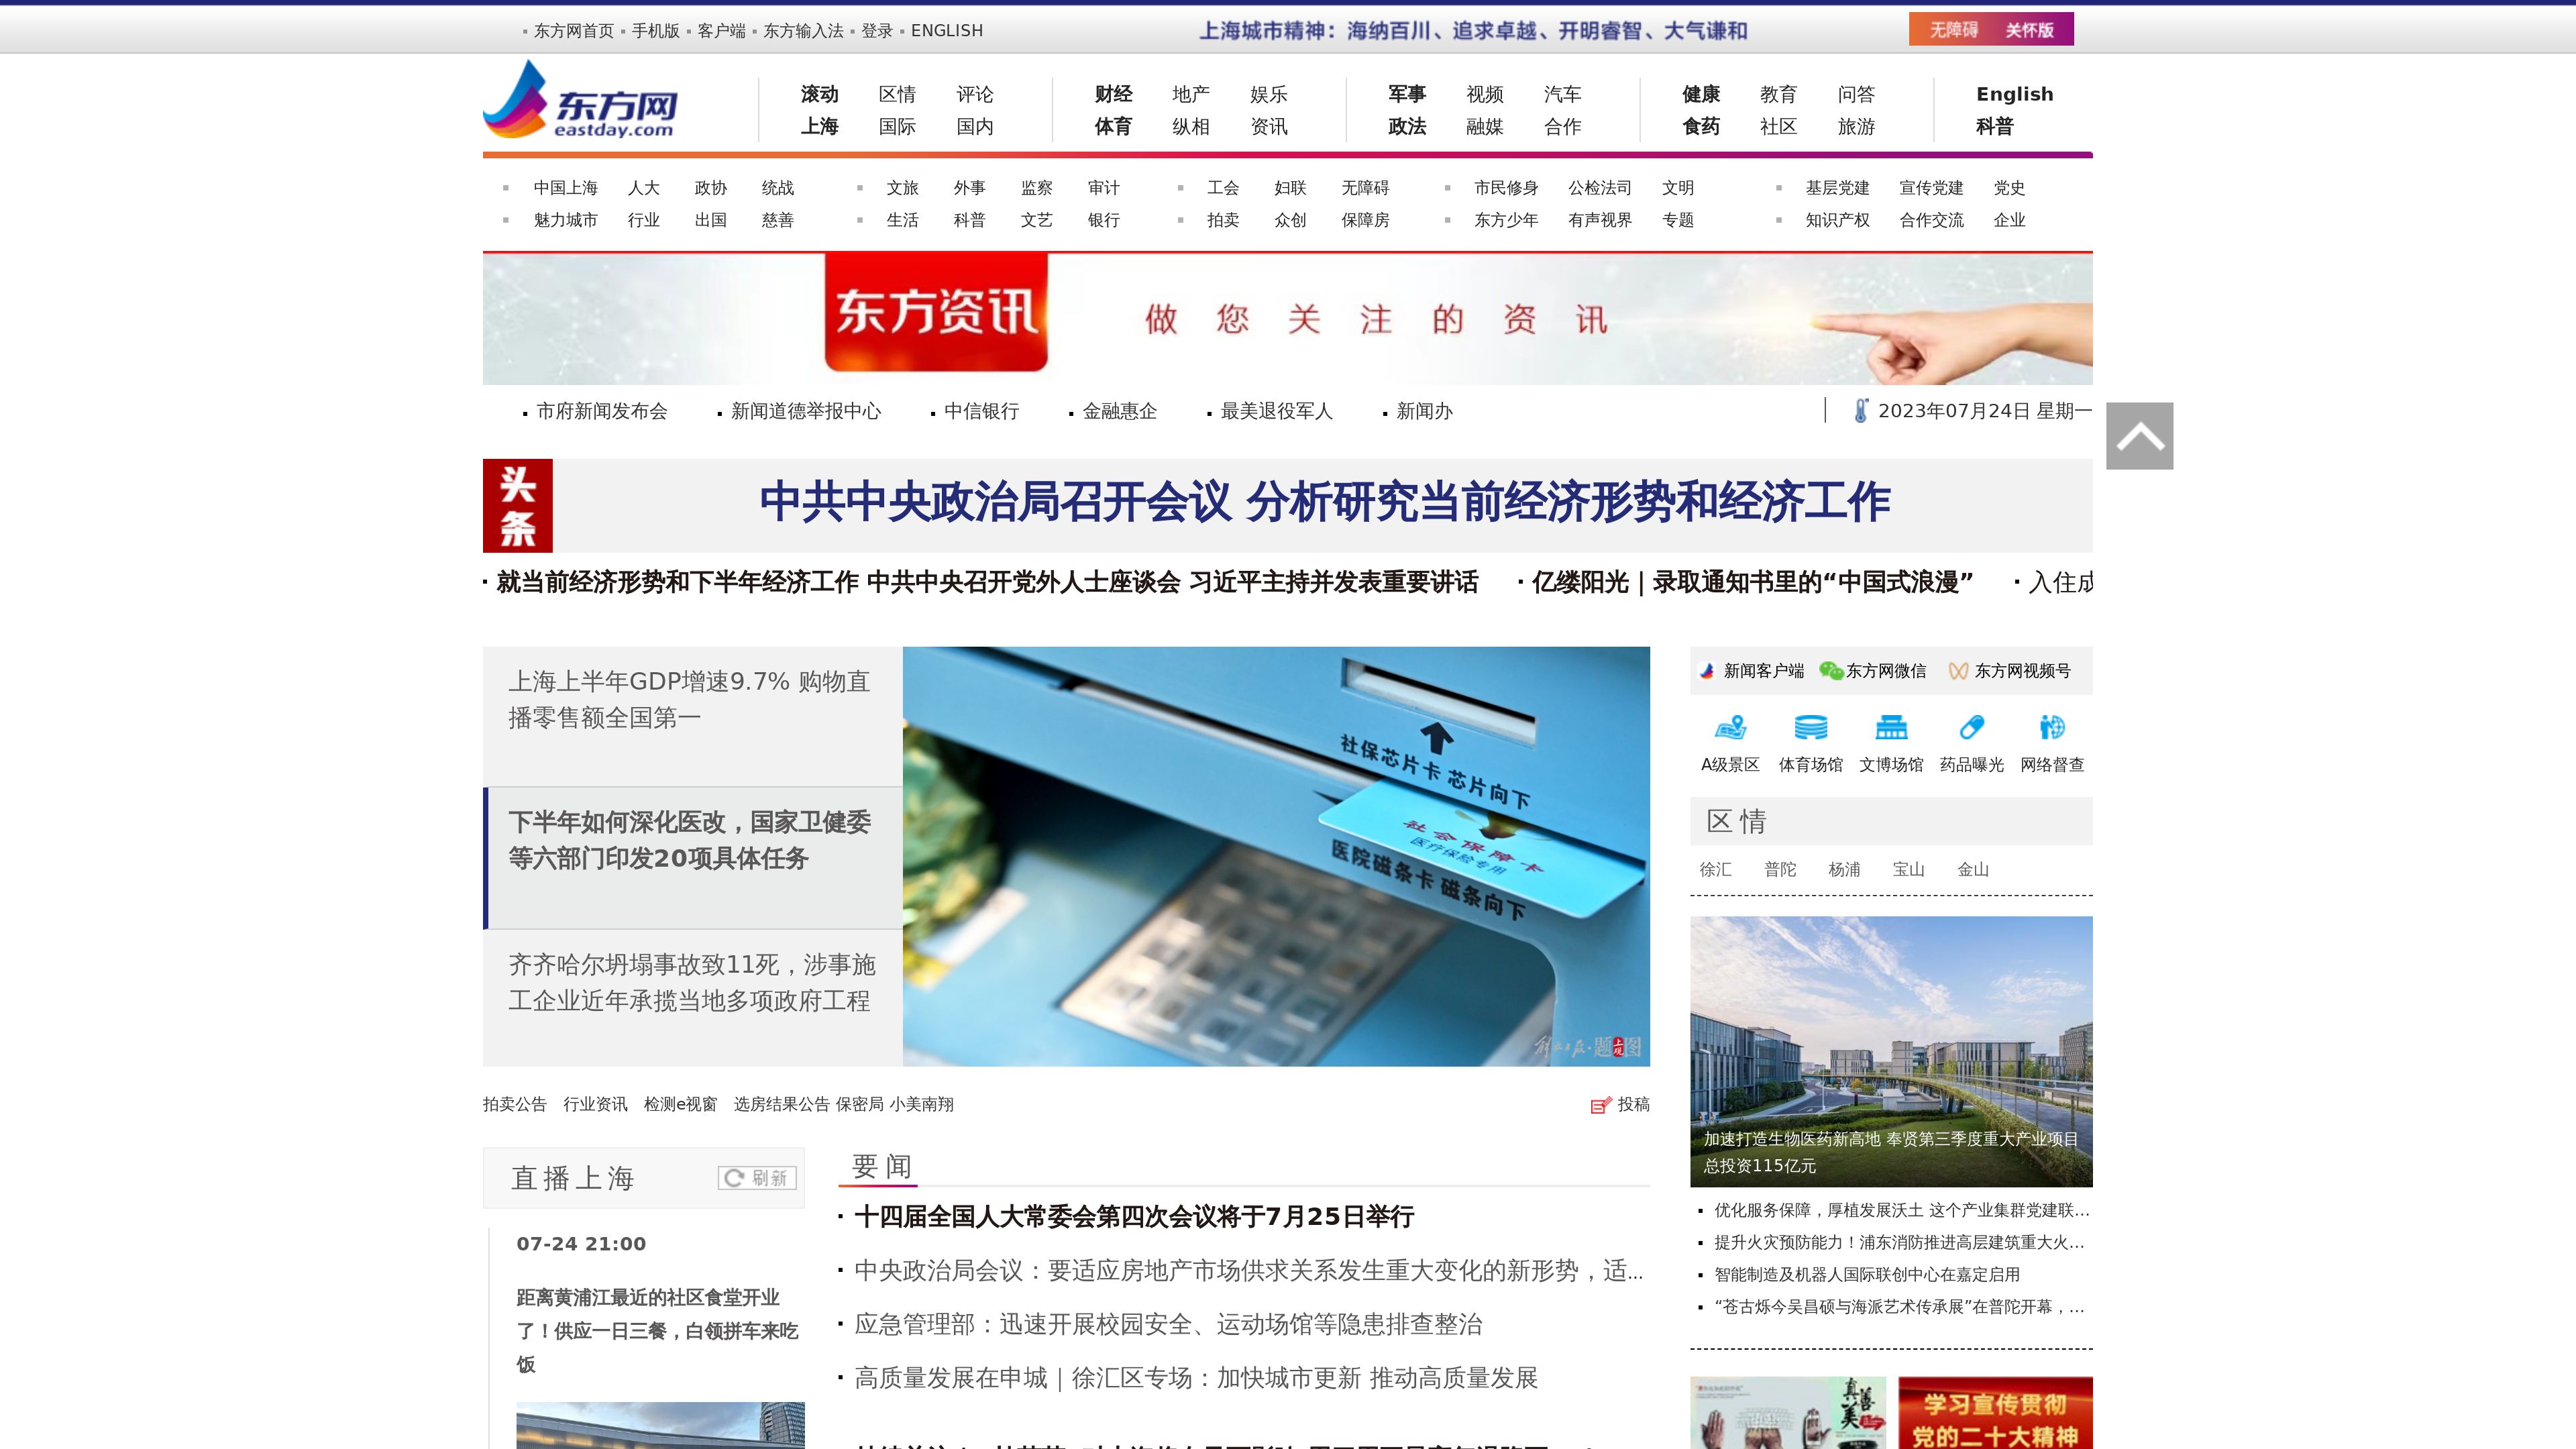 东方网首页 手机版 客户端 东方输入法 登录 ENGLISH
上海城市精神：海纳百川、追求卓越、开明睿智、大气谦和
无障碍 关怀版
东方网
eastday.com
滚动 区情 评论 财经 地产 娱乐 军事 视频 汽车 健康 教育 问答 English
上海 国际 国内 体育 纵相 资讯 政法 融媒 合作 食药 社区 旅游 科普
中国上海 人大 政协 统战 文旅 外事 监察 审计 工会 妇联 无障碍 市民修身 公检法司 文明 基层党建 宣传党建 党史
魅力城市 行业 出国 慈善 生活 科普 文艺 银行 拍卖 众创 保障房 东方少年 有声视界 专题 知识产权 合作交流 企业
东方资讯 做您关注的资讯
市府新闻发布会 新闻道德举报中心 中信银行 金融惠企 最美退役军人 新闻办 2023年07月24日 星期一
头条
中共中央政治局召开会议 分析研究当前经济形势和经济工作
就当前经济形势和下半年经济工作 中共中央召开党外人士座谈会 习近平主持并发表重要讲话 亿缕阳光｜录取通知书里的“中国式浪漫” 入住成
上海上半年GDP增速9.7% 购物直
播零售额全国第一
下半年如何深化医改，国家卫健委
等六部门印发20项具体任务
齐齐哈尔坍塌事故致11死，涉事施
工企业近年承揽当地多项政府工程
社保芯片卡 芯片向下
社会保障卡
医疗保险专用
医院磁条卡 磁条向下
题 上观 图
拍卖公告 行业资讯 检测e视窗 选房结果公告 保密局 小美南翔 投稿
直播上海 刷新
07-24 21:00
距离黄浦江最近的社区食堂开业
了！供应一日三餐，白领拼车来吃
饭
要闻
十四届全国人大常委会第四次会议将于7月25日举行
中央政治局会议：要适应房地产市场供求关系发生重大变化的新形势，适...
应急管理部：迅速开展校园安全、运动场馆等隐患排查整治
高质量发展在申城｜徐汇区专场：加快城市更新 推动高质量发展
新闻客户端 东方网微信 东方网视频号
A级景区 体育场馆 文博场馆 药品曝光 网络督查
区情
徐汇 普陀 杨浦 宝山 金山
加速打造生物医药新高地 奉贤第三季度重大产业项目
总投资115亿元
优化服务保障，厚植发展沃土 这个产业集群党建联...
提升火灾预防能力！浦东消防推进高层建筑重大火...
智能制造及机器人国际联创中心在嘉定启用
“苍古烁今吴昌硕与海派艺术传承展”在普陀开幕，...
真善美
学习宣传贯彻
党的二十大精神